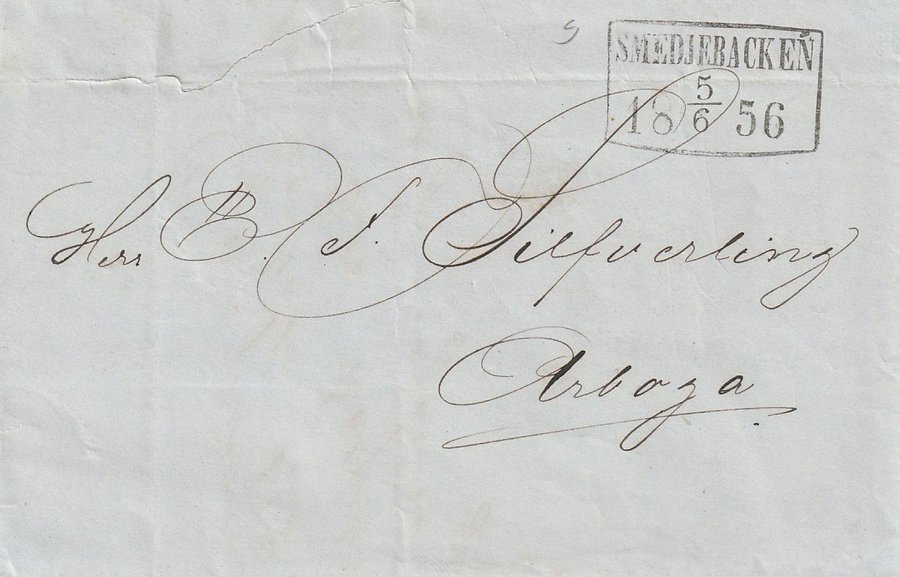 SMEDJEBACKEN
18 5/6 56
Herr B. J. Silfverling
Arboga